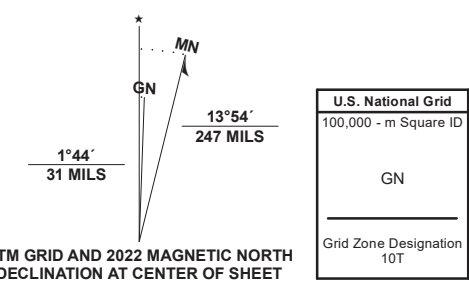 ★
MN
GN
13°54´
247 MILS
1°44´
31 MILS
TM GRID AND 2022 MAGNETIC NORTH
DECLINATION AT CENTER OF SHEET
U.S. National Grid
100,000 - m Square ID
GN
Grid Zone Designation
10T